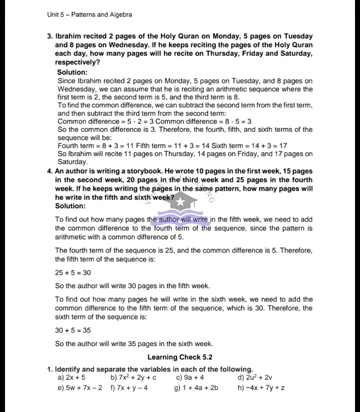 Unit 5 – Patterns and Algebra
3. Ibrahim recited 2 pages of the Holy Quran on Monday, 5 pages on Tuesday
and 8 pages on Wednesday. If he keeps reciting the pages of the Holy Quran
each day, how many pages will he recite on Thursday, Friday and Saturday,
respectively?
Solution:
Since Ibrahim recited 2 pages on Monday, 5 pages on Tuesday, and 8 pages on
Wednesday, we can assume that he is reciting an arithmetic sequence where the
first term is 2, the second term is 5, and the third term is 8.
To find the common difference, we can subtract the second term from the first term,
and then subtract the third term from the second term:
Common difference = 5 - 2 = 3 Common difference = 8 - 5 = 3
So the common difference is 3. Therefore, the fourth, fifth, and sixth terms of the
sequence will be:
Fourth term = 8 + 3 = 11 Fifth term = 11 + 3 = 14 Sixth term = 14 + 3 = 17
So Ibrahim will recite 11 pages on Thursday, 14 pages on Friday, and 17 pages on
Saturday.
4. An author is writing a storybook. He wrote 10 pages in the first week, 15 pages
in the second week, 20 pages in the third week and 25 pages in the fourth
week. If he keeps writing the pages in the same pattern, how many pages will
he write in the fifth and sixth week?
Solution:
To find out how many pages the author will write in the fifth week, we need to add
the common difference to the fourth term of the sequence, since the pattern is
arithmetic with a common difference of 5.
The fourth term of the sequence is 25, and the common difference is 5. Therefore,
the fifth term of the sequence is:
25 + 5 = 30
So the author will write 30 pages in the fifth week.
To find out how many pages he will write in the sixth week, we need to add the
common difference to the fifth term of the sequence, which is 30. Therefore, the
sixth term of the sequence is:
30 + 5 = 35
So the author will write 35 pages in the sixth week.
Learning Check 5.2
1. Identify and separate the variables in each of the following.
a) 2x + 5 b) 7x² + 2y + c c) 9a + 4 d) 2u² + 2v
e) 5w + 7x – 2 f) 7x + y – 4 g) 1 + 4a + 2b h) –4x + 7y + z